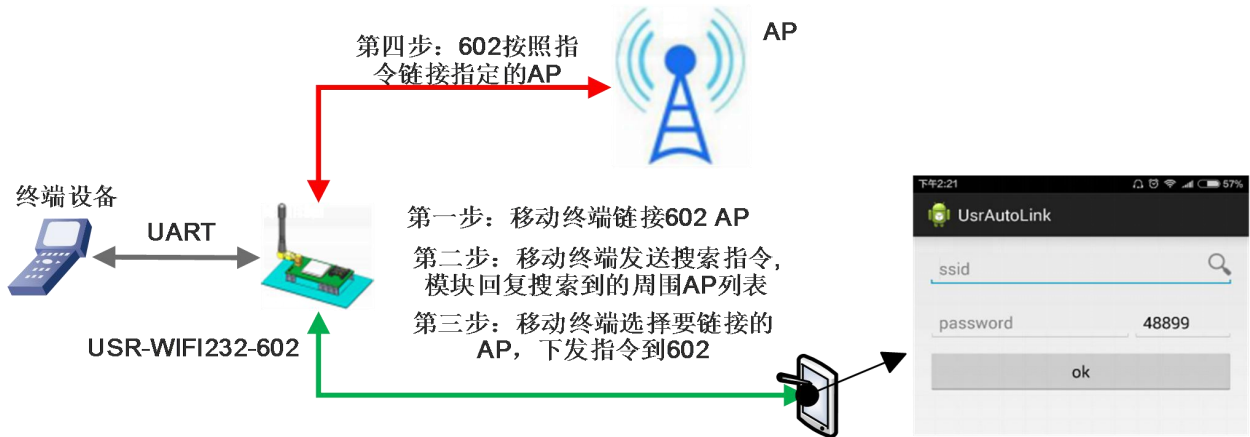 第四步：602按照指
令链接指定的AP
AP
终端设备
UART
USR-WIFI232-602
第一步：移动终端链接602 AP
第二步：移动终端发送搜索指令,
模块回复搜索到的周围AP列表
第三步：移动终端选择要链接的
AP，下发指令到602
下午2:21
57%
UsrAutoLink
ssid
password
48899
ok